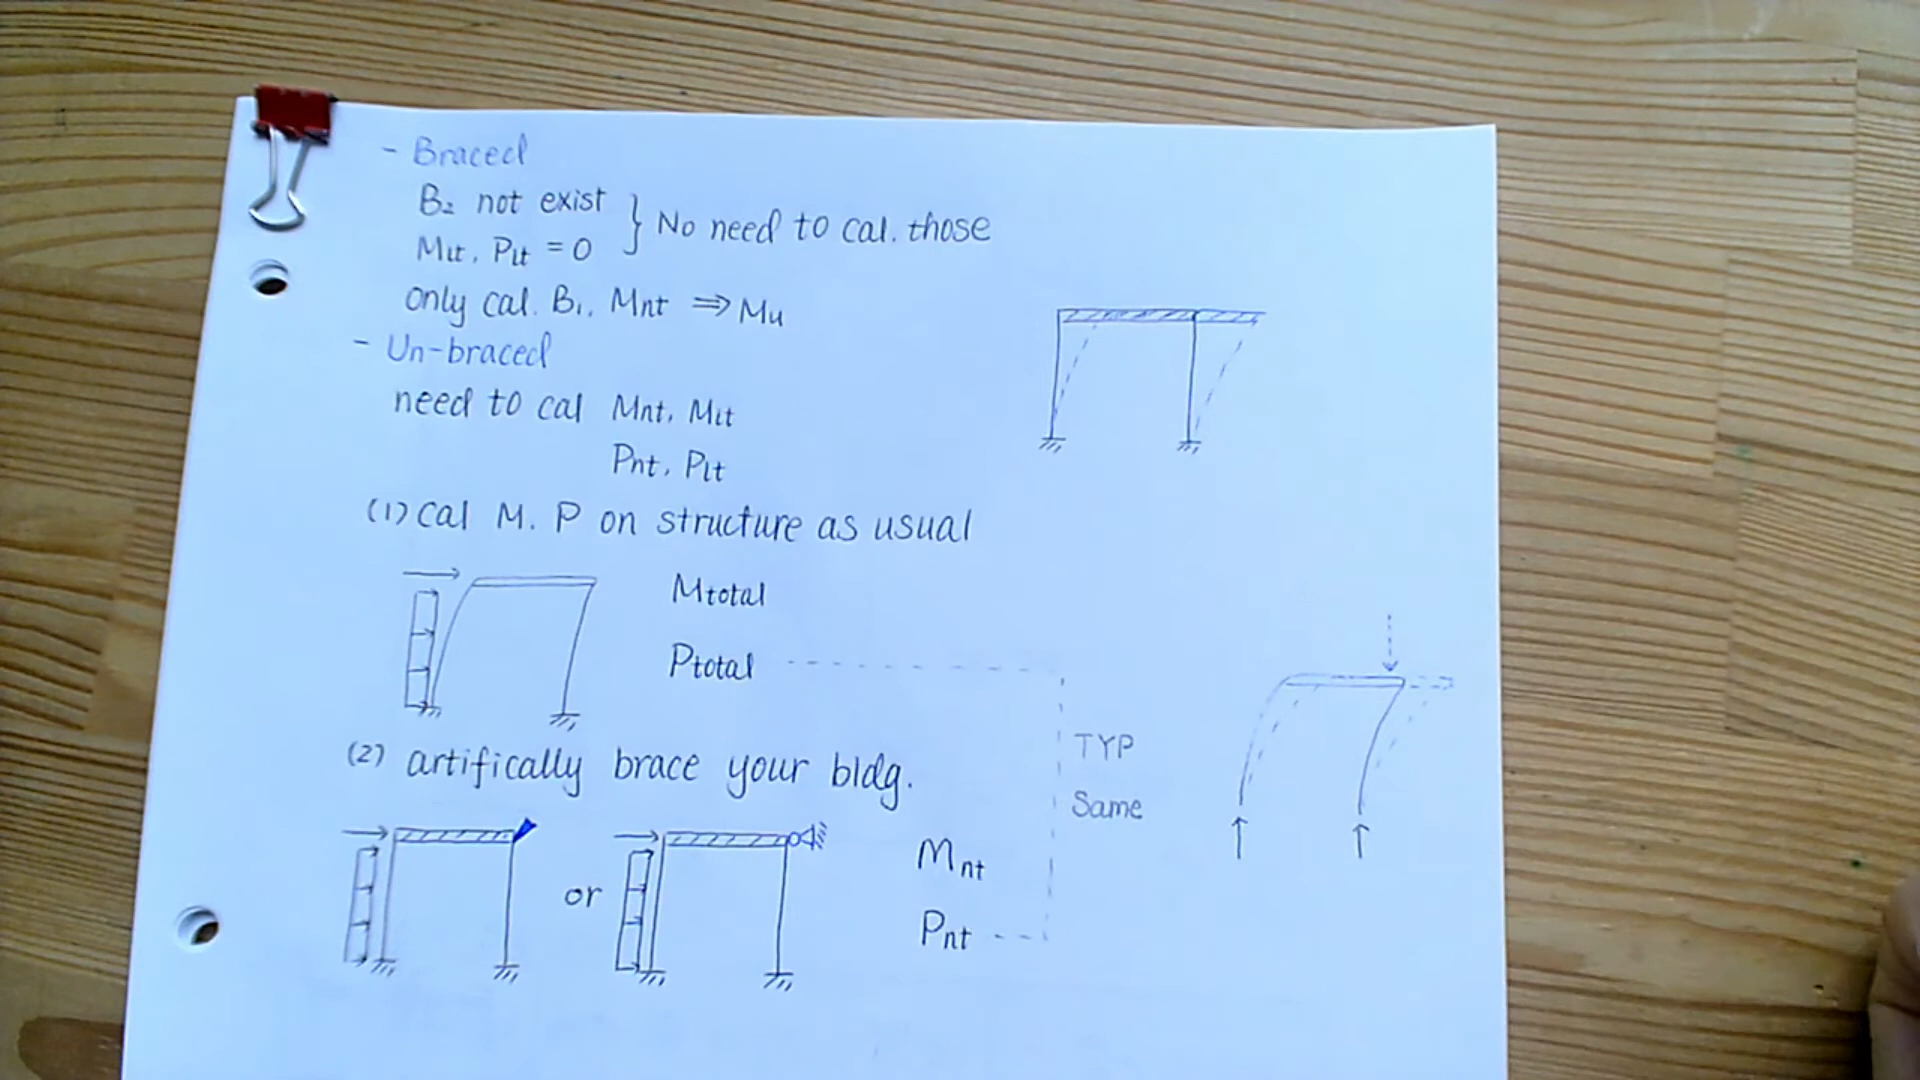 - Braced
B₂ not exist } No need to cal. those
Mlt, Plt = 0
only cal. B₁, Mnt ⇒ Mu
- Un-braced
need to cal Mnt, Mlt
Pnt, Plt
(1) cal M. P on structure as usual
Mtotal
Ptotal
(2) artifically brace your bldg.
TYP
Same
or
Mnt
Pnt